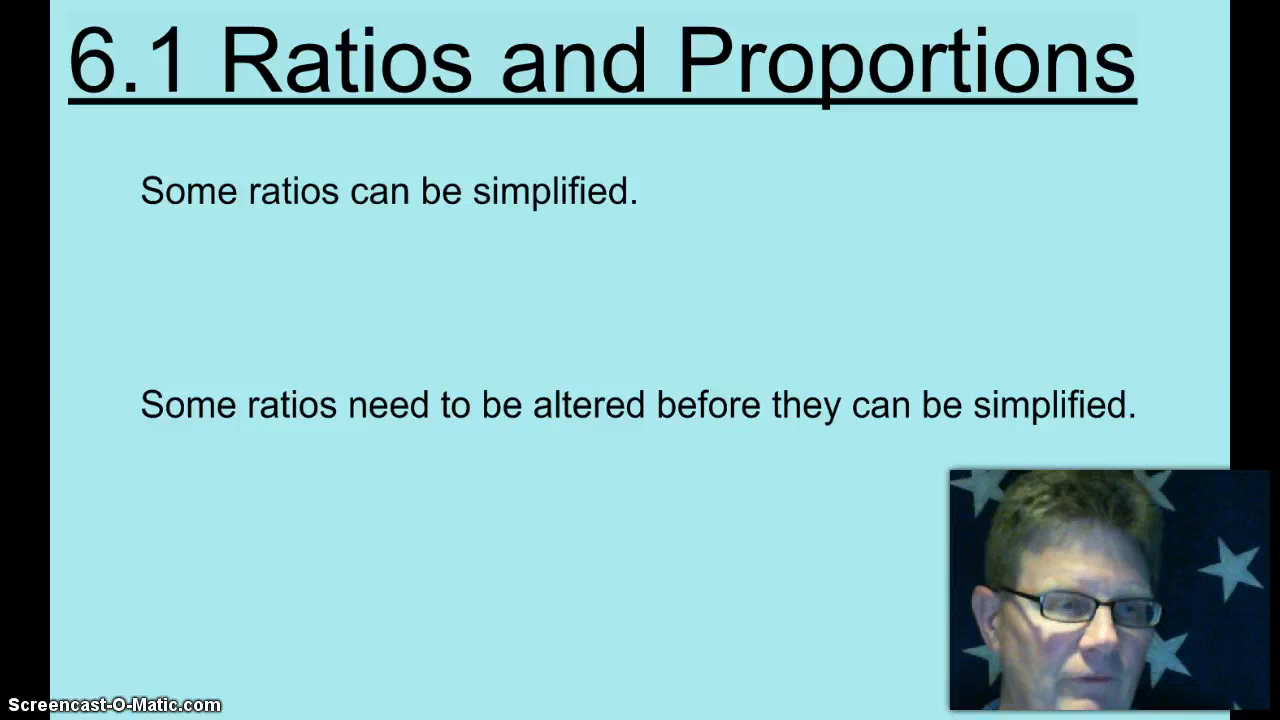 6.1 Ratios and Proportions
Some ratios can be simplified.
Some ratios need to be altered before they can be simplified.
Screencast-O-Matic.com